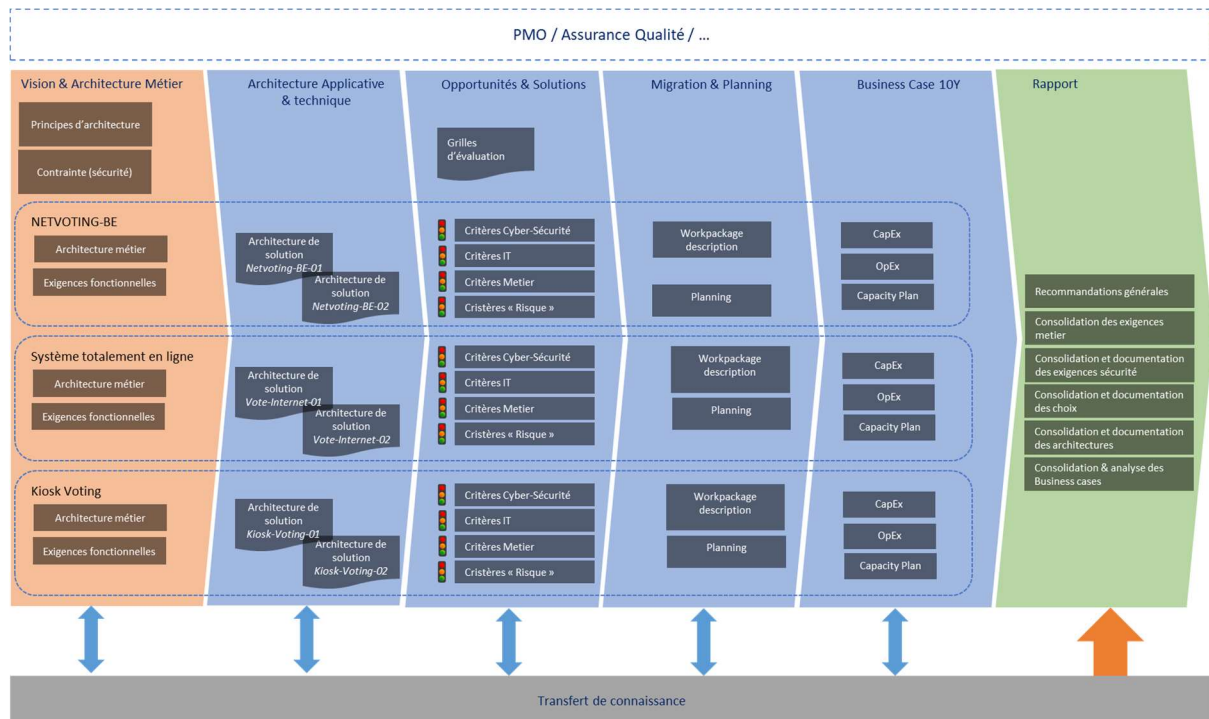 PMO / Assurance Qualité / ...
Vision & Architecture Métier
Architecture Applicative
& technique
Opportunités & Solutions
Migration & Planning
Business Case 10Y
Rapport
Principes d'architecture
Contrainte (sécurité)
Grilles
d'évaluation
NETVOTING-BE
Architecture métier
Exigences fonctionnelles
Architecture de
solution
Netvoting-BE-01
Architecture de
solution
Netvoting-BE-02
Critères Cyber-Sécurité
Critères IT
Critères Metier
Cristères « Risque »
Workpackage
description
Planning
CapEx
OpEx
Capacity Plan
Système totalement en ligne
Architecture métier
Exigences fonctionnelles
Architecture de
solution
Vote-Internet-01
Architecture de
solution
Vote-Internet-02
Critères Cyber-Sécurité
Critères IT
Critères Metier
Cristères « Risque »
Workpackage
description
Planning
CapEx
OpEx
Capacity Plan
Kiosk Voting
Architecture métier
Exigences fonctionnelles
Architecture de
solution
Kiosk-Voting-01
Architecture de
solution
Kiosk-Voting-02
Critères Cyber-Sécurité
Critères IT
Critères Metier
Cristères « Risque »
Workpackage
description
Planning
CapEx
OpEx
Capacity Plan
Recommandations générales
Consolidation des exigences
metier
Consolidation et documentation
des exigences sécurité
Consolidation et documentation
des choix
Consolidation et documentation
des architectures
Consolidation & analyse des
Business cases
Transfert de connaissance